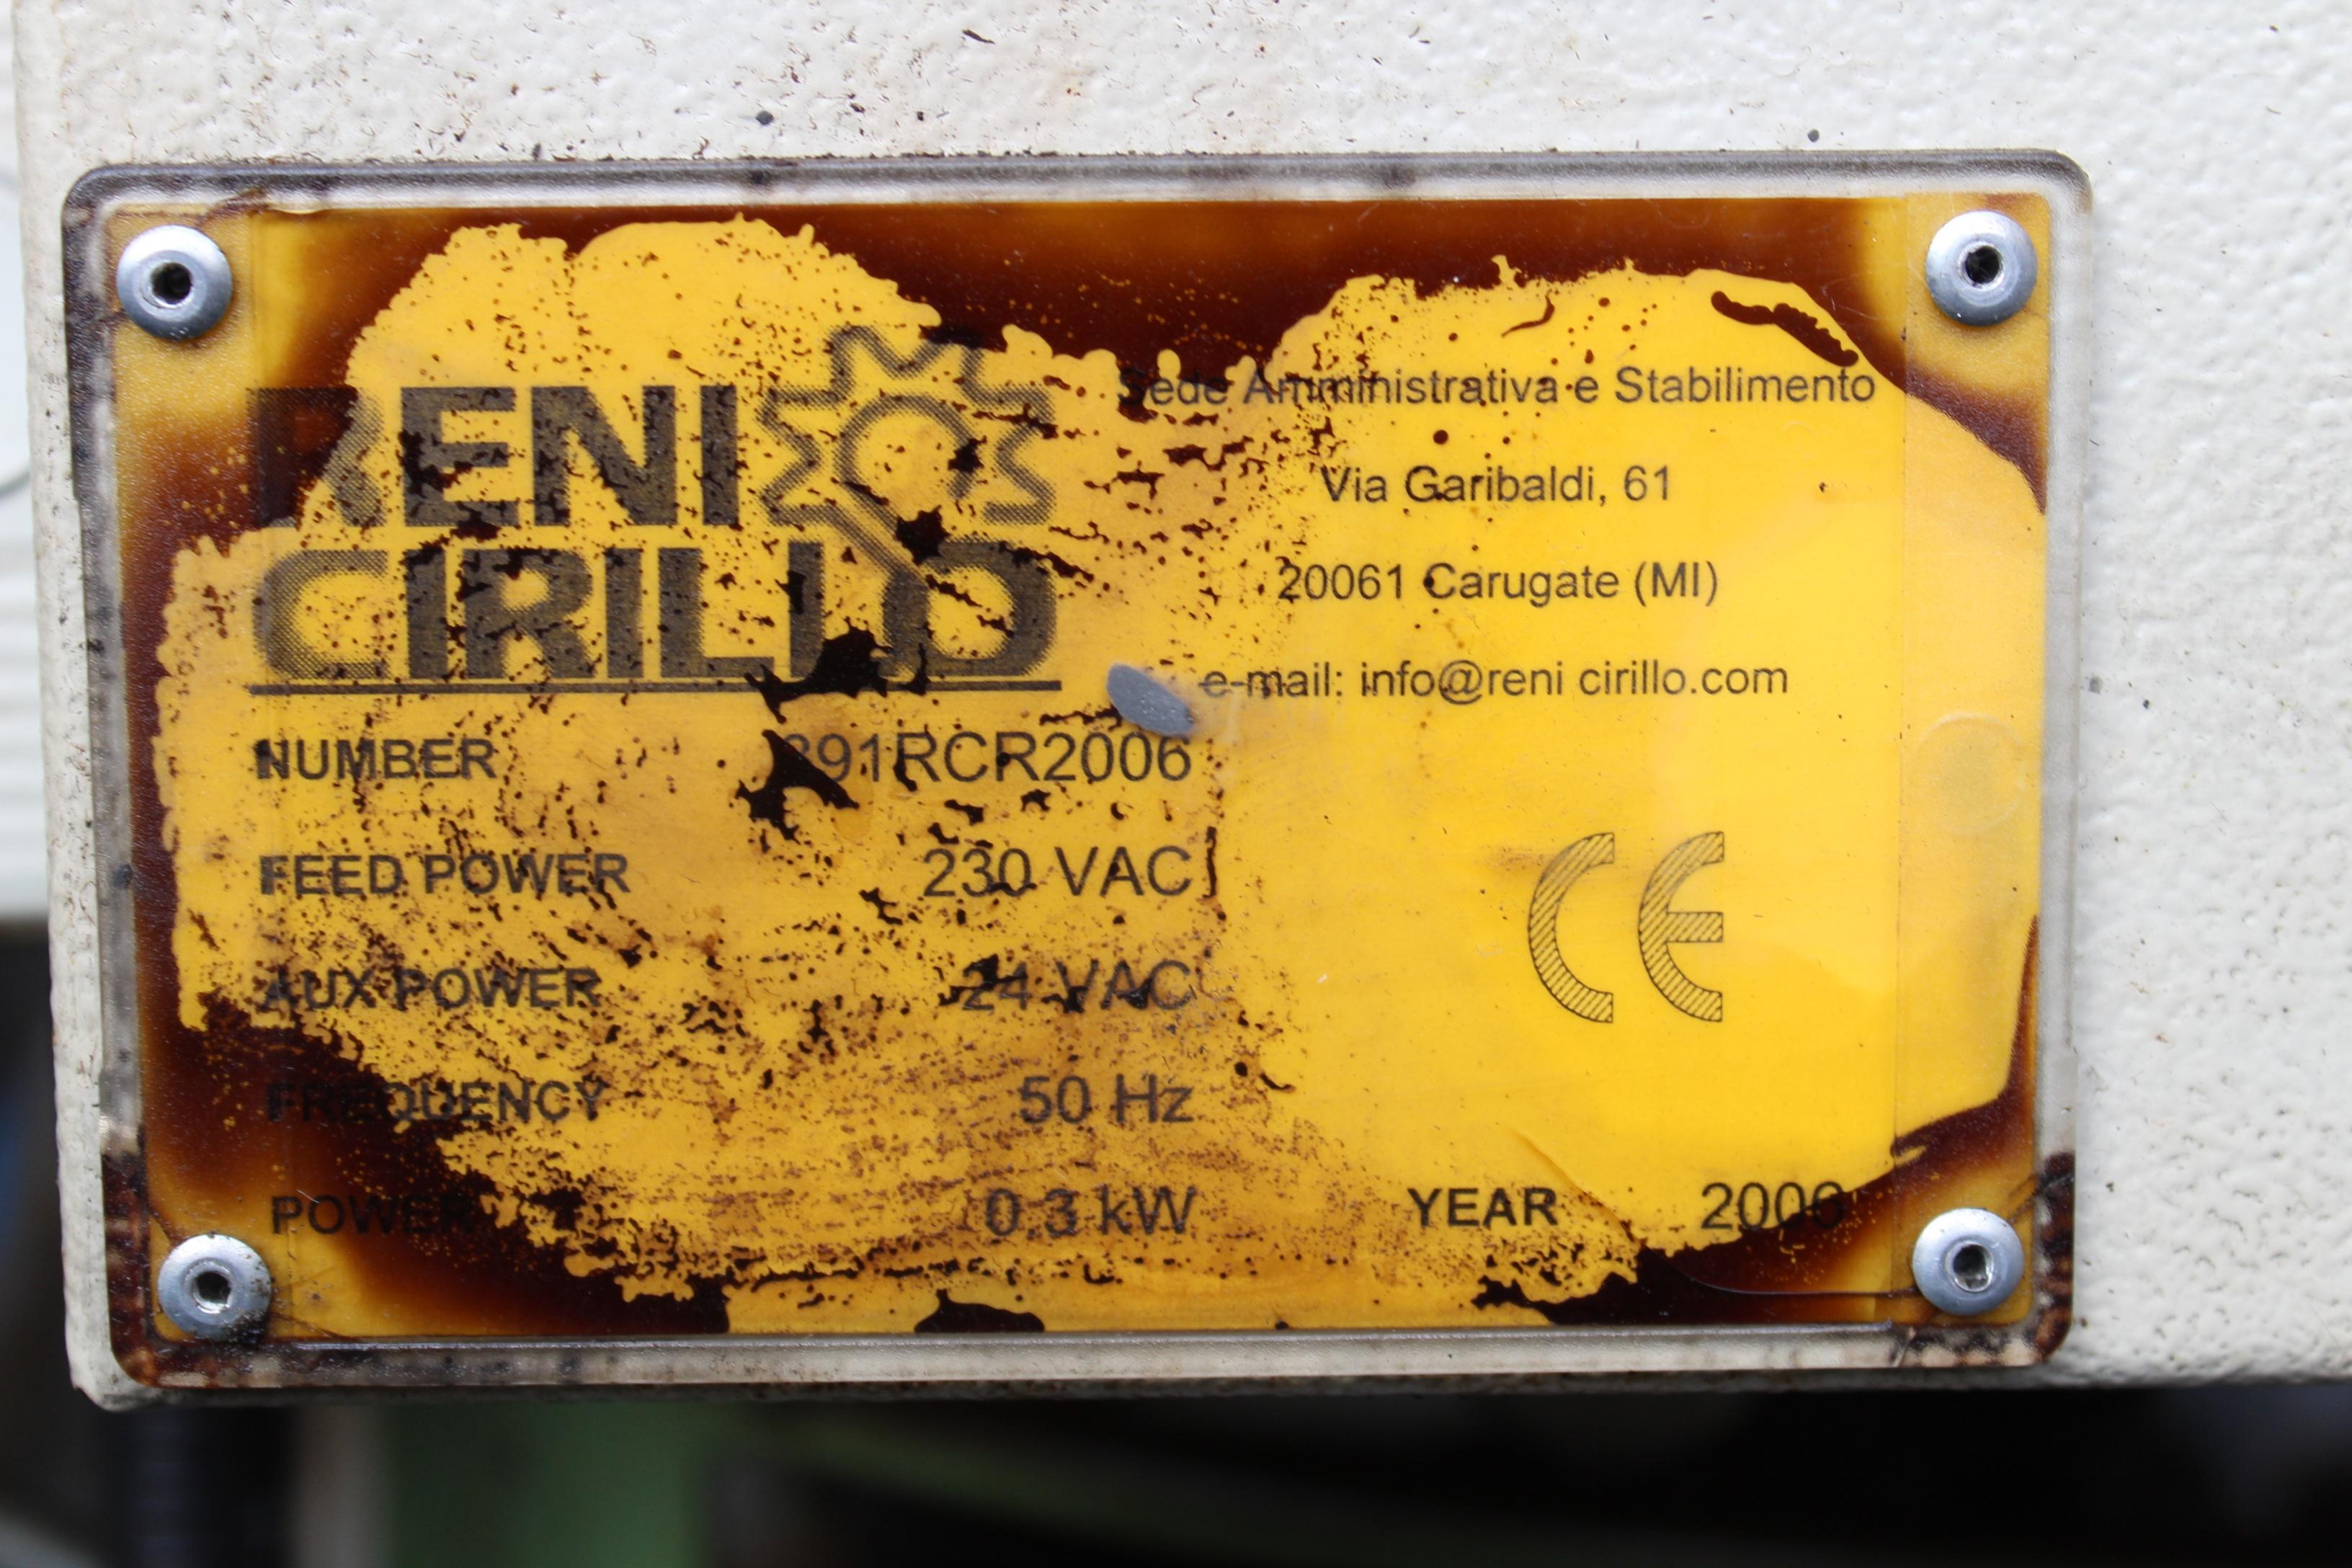 RENI
CIRILLO
Sede Amministrativa e Stabilimento
Via Garibaldi, 61
20061 Carugate (MI)
e-mail: info@reni cirillo.com
NUMBER
FEED POWER 230 VAC
AUX POWER 24 VAC
FREQUENCY 50 Hz
POWER 0.3 kW
CE
YEAR 2006